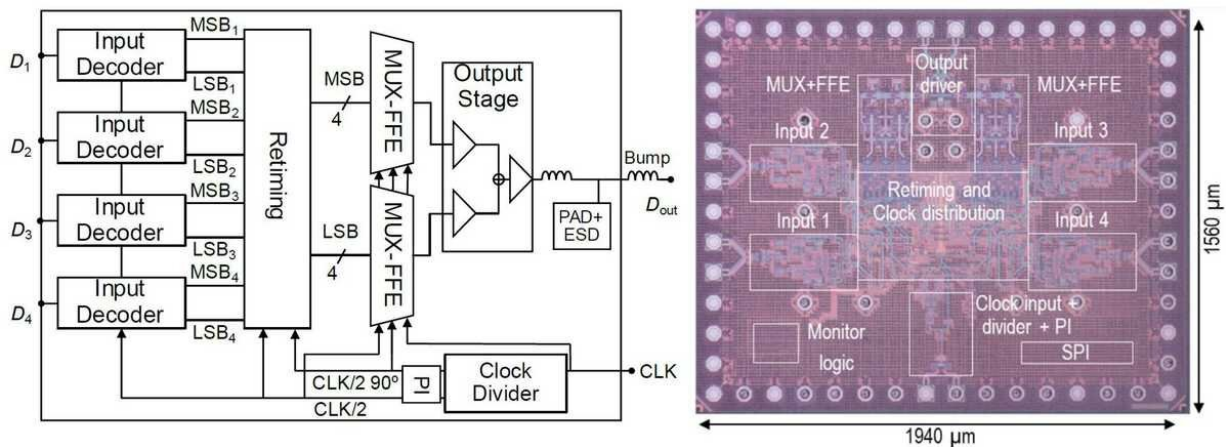 D1
Input
Decoder
MSB1
LSB1
D2
Input
Decoder
MSB2
LSB2
D3
Input
Decoder
MSB3
LSB3
D4
Input
Decoder
MSB4
LSB4
Retiming
MSB
4
LSB
4
MUX-FFE
MUX-FFE
Output
Stage
Bump
Dout
PAD+
ESD
CLK/2 90º
CLK/2
PI
Clock
Divider
CLK
Output
driver
MUX+FFE
MUX+FFE
Input 2
Input 3
Retiming and
Clock distribution
Input 1
Input 4
Clock input +
divider + PI
Monitor
logic
SPI
1560 µm
1940 µm